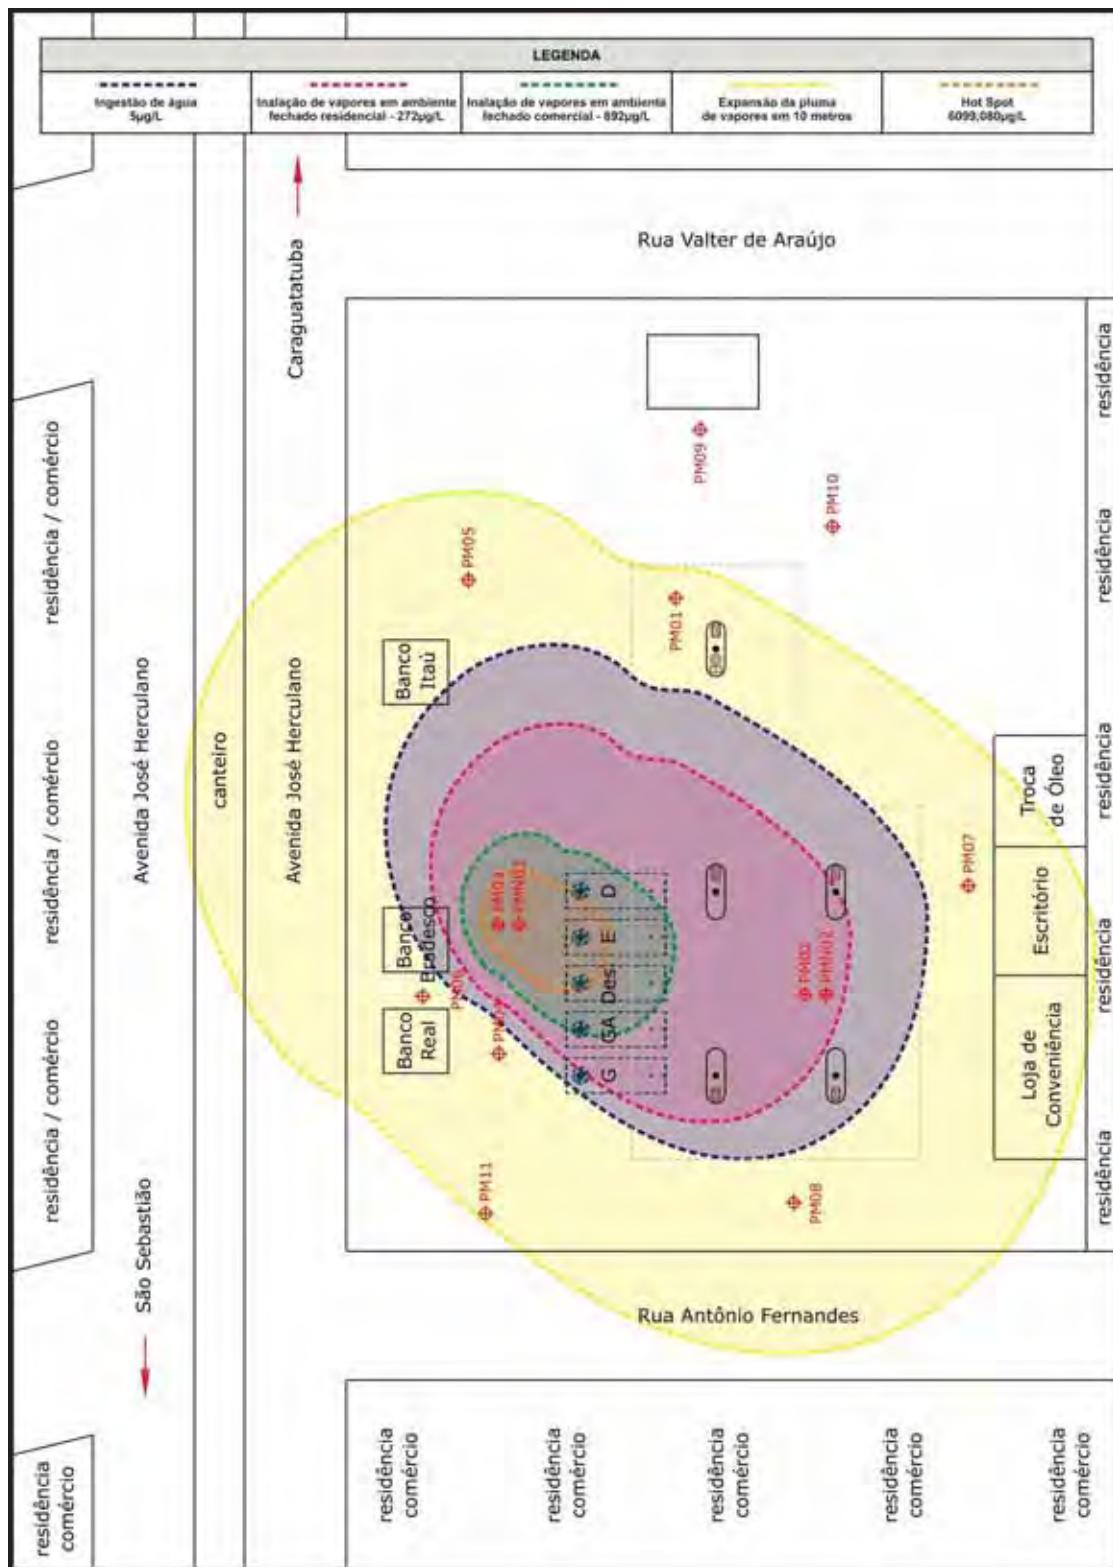 LEGENDA
Ingestão de água
5µg/L
Inalação de vapores em ambiente
fechado residencial - 272µg/L
Inalação de vapores em ambiente
fechado comercial - 892µg/L
Expansão da pluma
de vapores em 10 metros
Hot Spot
6099,080µg/L
Caraguatatuba
Rua Valter de Araújo
residência / comércio
residência / comércio
residência / comércio
Avenida José Herculano
canteiro
Avenida José Herculano
São Sebastião
residência
residência
residência
residência
residência
PM09
PM10
PM05
PM01
Banco
Itaú
Banco
Bradesco
Banco
Real
PM06
PM03
D
E
Des
GA
G
PM02
PMN02
PM07
Troca
de Óleo
Escritório
Loja de
Conveniência
PM11
PM08
Rua Antônio Fernandes
residência
comércio
residência
comércio
residência
comércio
residência
comércio
residência
comércio
residência
comércio